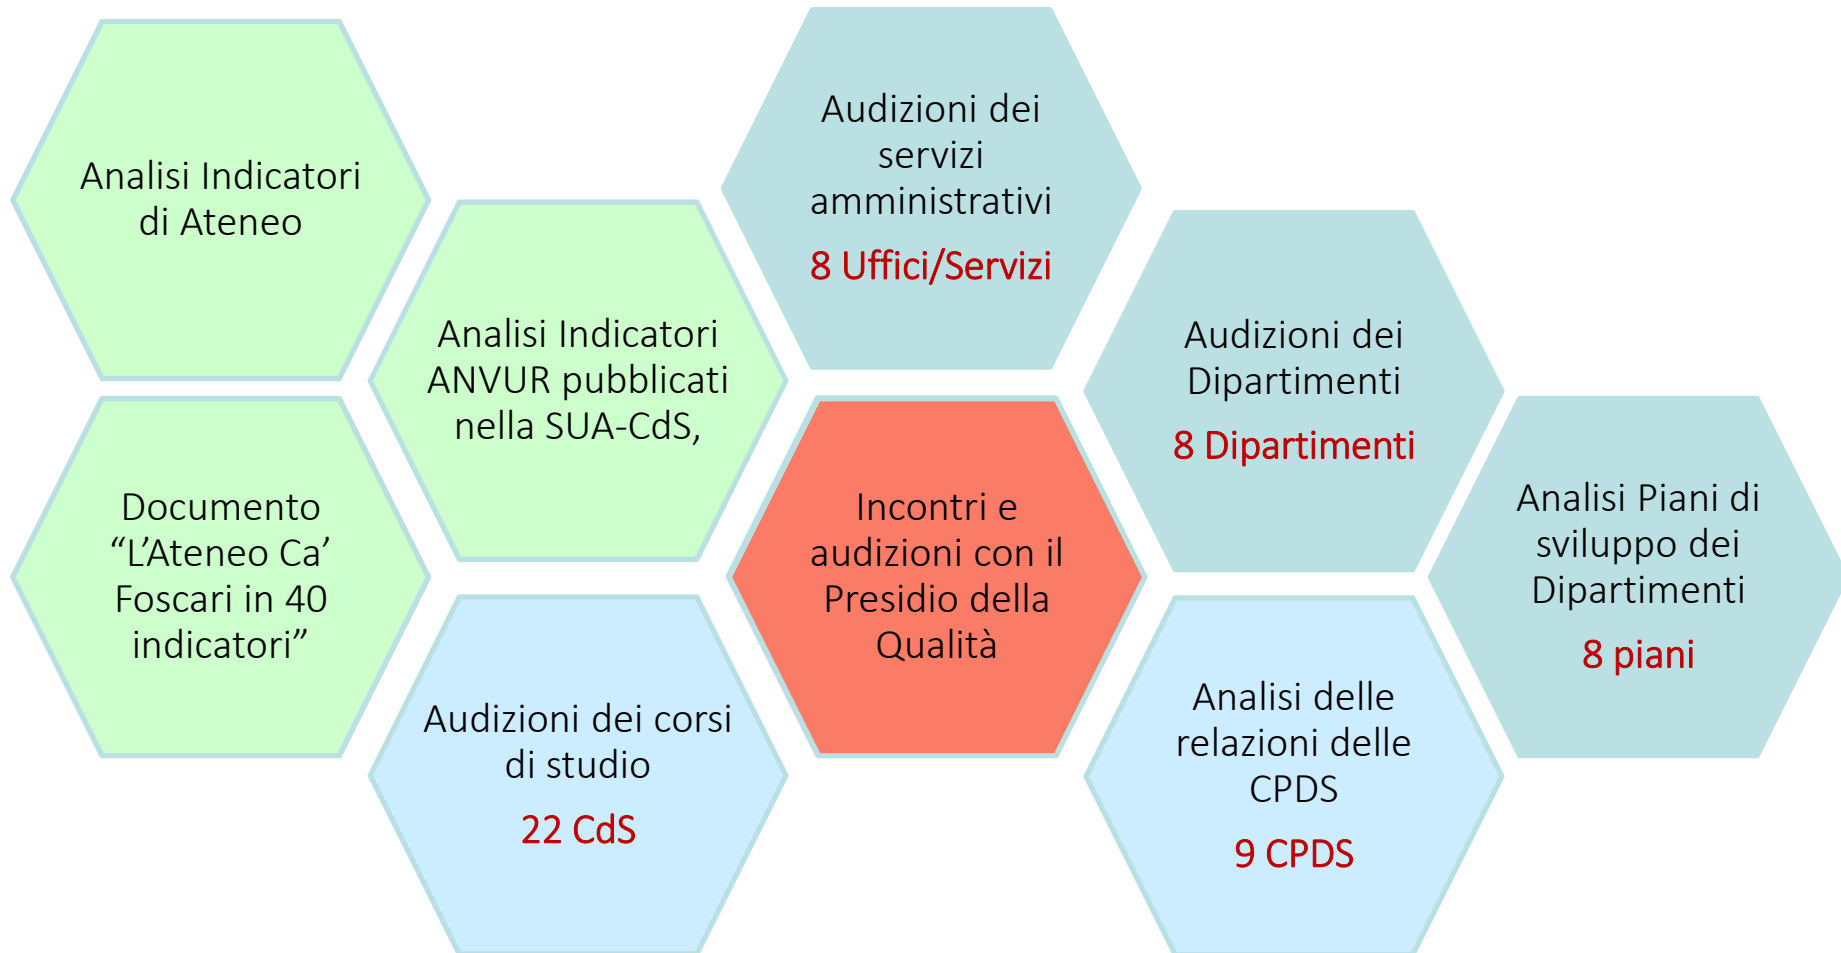 Analisi Indicatori
di Ateneo
Documento
“L’Ateneo Ca’
Foscari in 40
indicatori”
Analisi Indicatori
ANVUR pubblicati
nella SUA-CdS,
Audizioni dei corsi
di studio
22 CdS
Audizioni dei
servizi
amministrativi
8 Uffici/Servizi
Incontri e
audizioni con il
Presidio della
Qualità
Audizioni dei
Dipartimenti
8 Dipartimenti
Analisi delle
relazioni delle
CPDS
9 CPDS
Analisi Piani di
sviluppo dei
Dipartimenti
8 piani